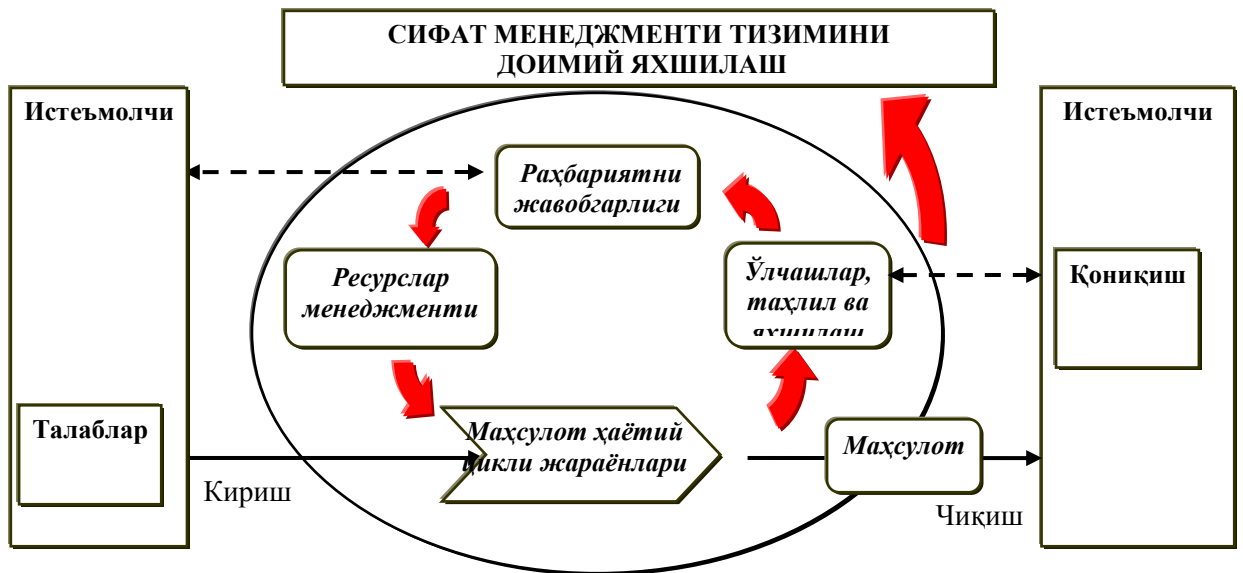 СИФАТ МЕНЕДЖМЕНТИ ТИЗИМИНИ
ДОИМИЙ ЯХШИЛАШ
Истеъмолчи
Истеъмолчи
Раҳбариятни
жавобгарлиги
Ресурслар
менеджменти
Ўлчашлар,
таҳлил ва
яхшилаш
Қониқиш
Талаблар
Маҳсулот ҳаётий
цикли жараёнлари
Маҳсулот
Кириш
Чиқиш